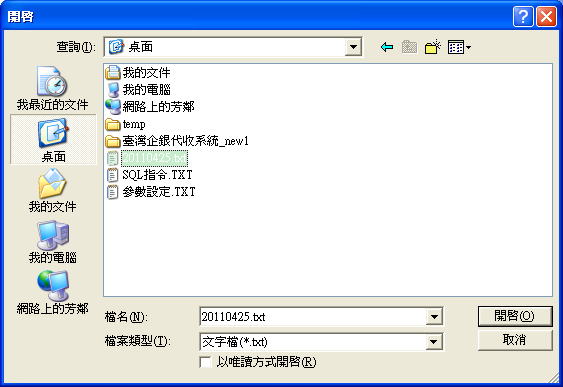 開啓
查詢(I):
桌面
我的文件
我的電腦
網路上的芳鄰
temp
臺灣企銀代收系統_new1
20110425.txt
SQL指令.TXT
參數設定.TXT
我最近的文件
桌面
我的文件
我的電腦
網路上的芳鄰
檔名(N):
20110425.txt
開啓(O)
檔案類型(T):
文字檔(*.txt)
取消
以唯讀方式開啓(R)